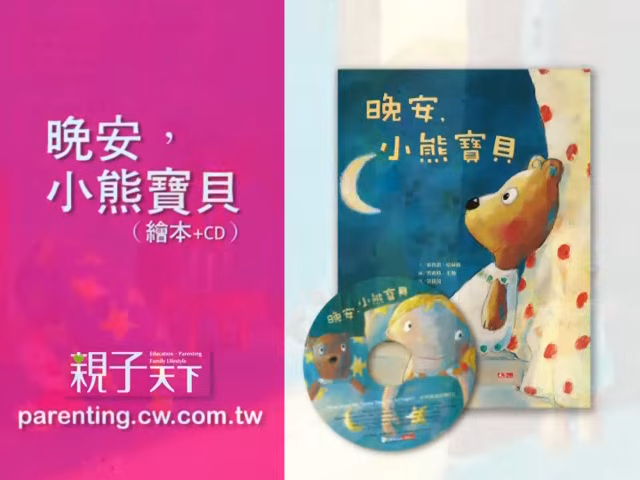 晚安，
小熊寶貝
（繪本+CD）
Education・Parenting
Family Lifestyle
親子天下
parenting.cw.com.tw
晚安,
小熊寶貝
晚安,小熊寶貝